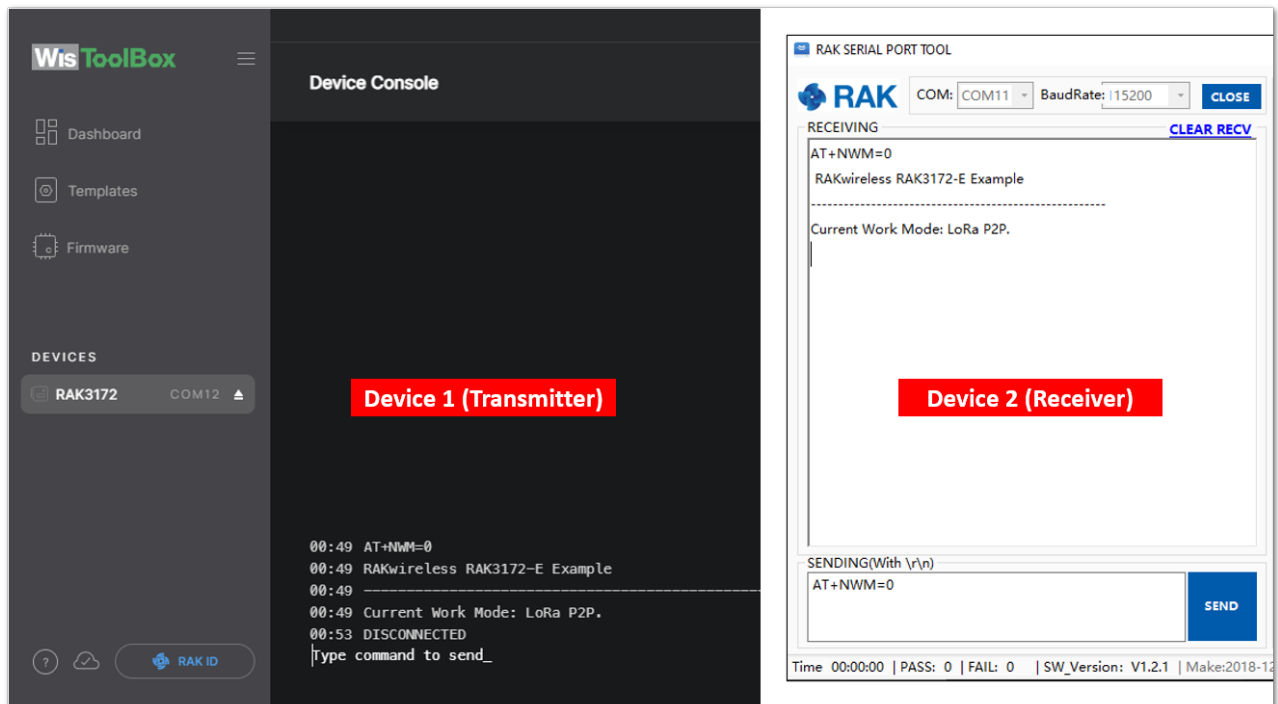 WisToolBox
Dashboard
Templates
Firmware
DEVICES
RAK3172 COM12
?
RAK ID
Device Console
Device 1 (Transmitter)
00:49 AT+NWM=0
00:49 RAKwireless RAK3172-E Example
00:49 --------------------------------------------------
00:49 Current Work Mode: LoRa P2P.
00:53 DISCONNECTED
Type command to send_
RAK SERIAL PORT TOOL
RAK COM: COM11 BaudRate: 115200 CLOSE
RECEIVING CLEAR RECV
AT+NWM=0
RAKwireless RAK3172-E Example
------------------------------------------------------
Current Work Mode: LoRa P2P.
Device 2 (Receiver)
SENDING(With \r\n)
AT+NWM=0
SEND
Time 00:00:00 | PASS: 0 | FAIL: 0 | SW_Version: V1.2.1 | Make:2018-12